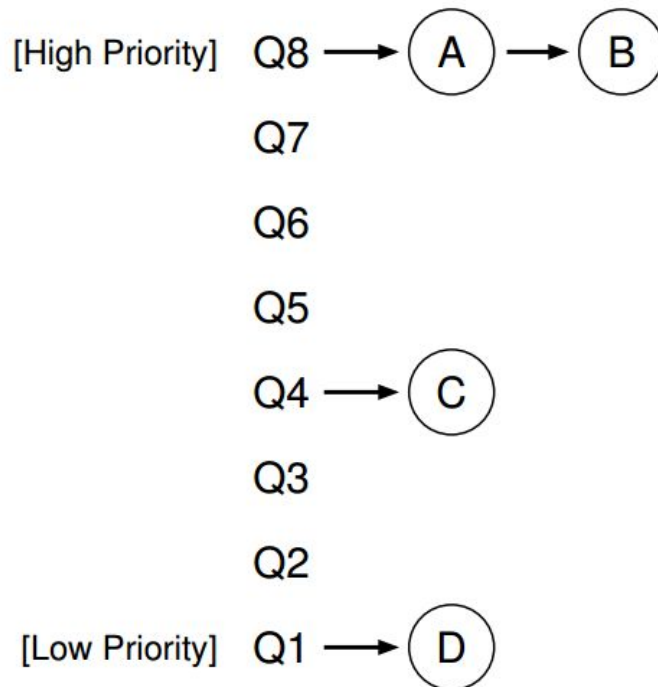 [High Priority] Q8 A B
Q7
Q6
Q5
Q4 C
Q3
Q2
[Low Priority] Q1 D